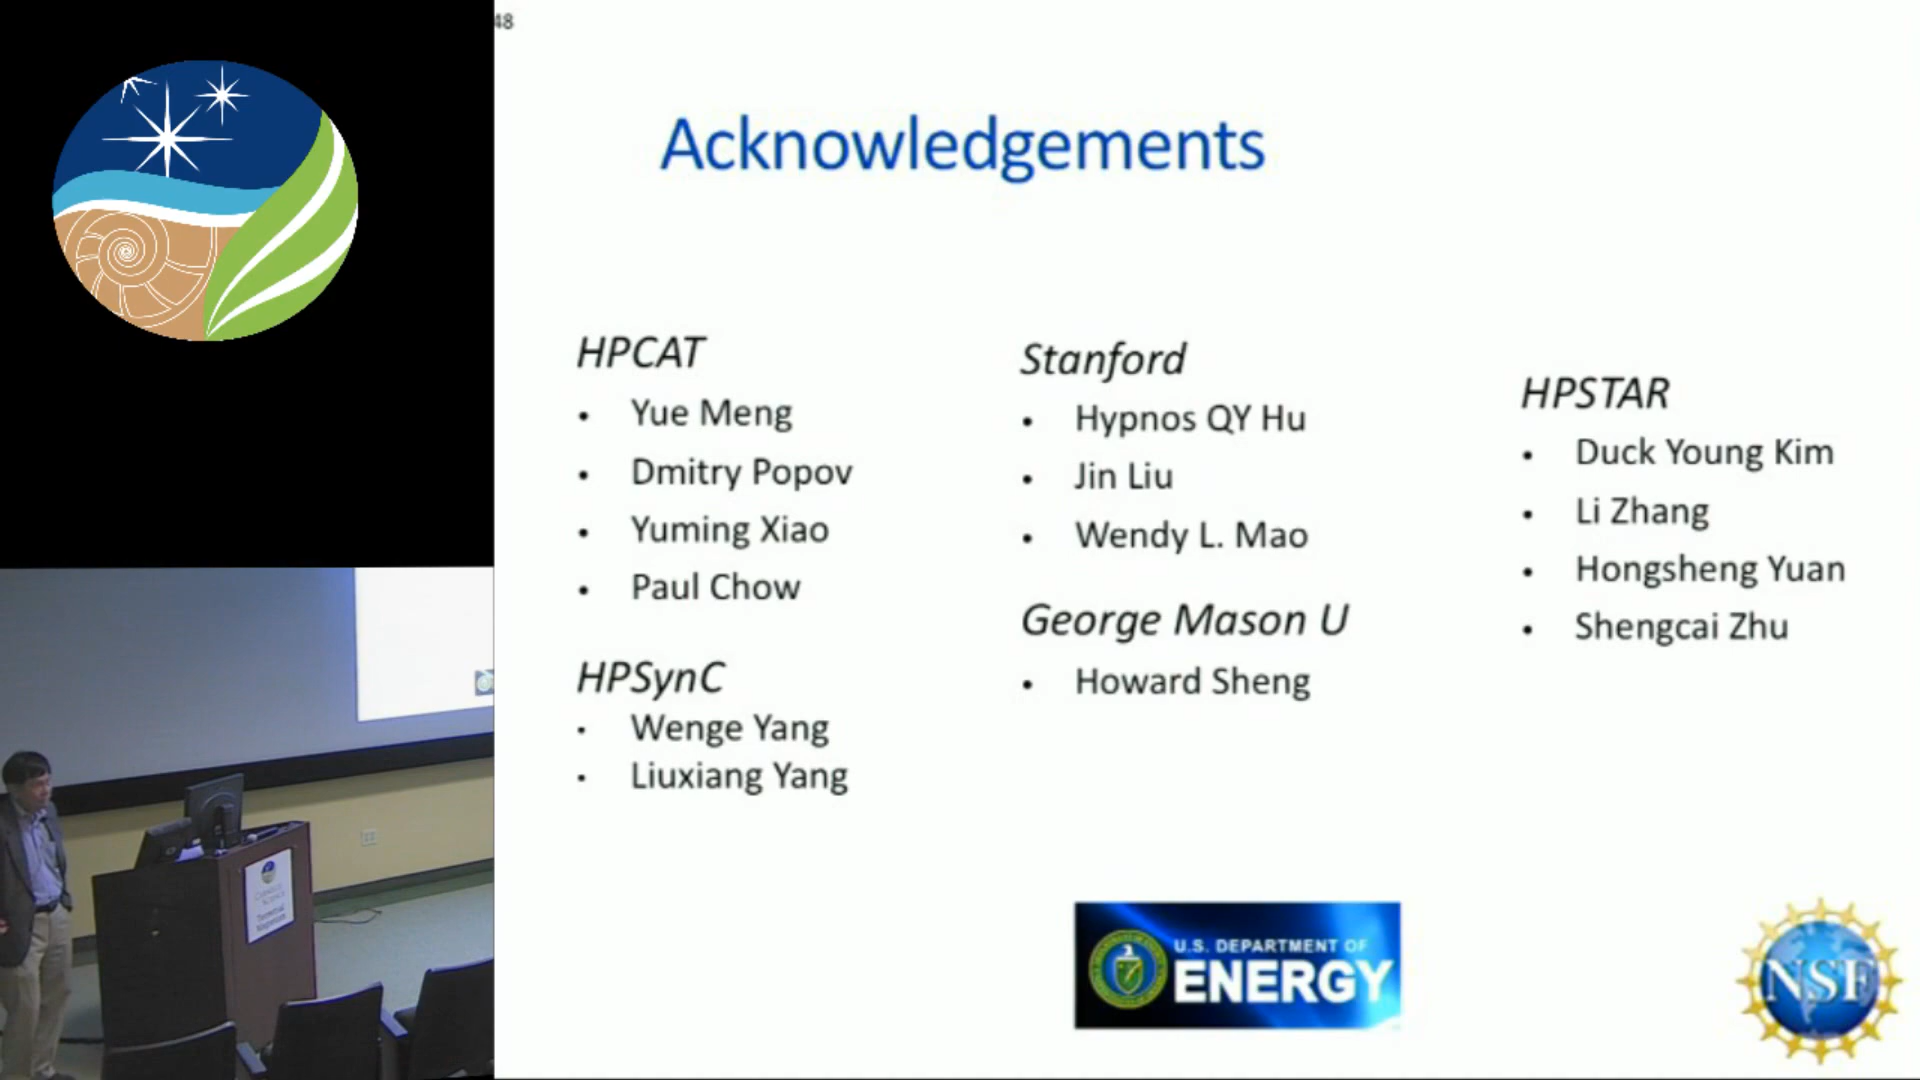 48
Acknowledgements
HPCAT
• Yue Meng
• Dmitry Popov
• Yuming Xiao
• Paul Chow
HPSynC
• Wenge Yang
• Liuxiang Yang
Stanford
• Hypnos QY Hu
• Jin Liu
• Wendy L. Mao
George Mason U
• Howard Sheng
HPSTAR
• Duck Young Kim
• Li Zhang
• Hongsheng Yuan
• Shengcai Zhu
U.S. DEPARTMENT OF
ENERGY
NSF